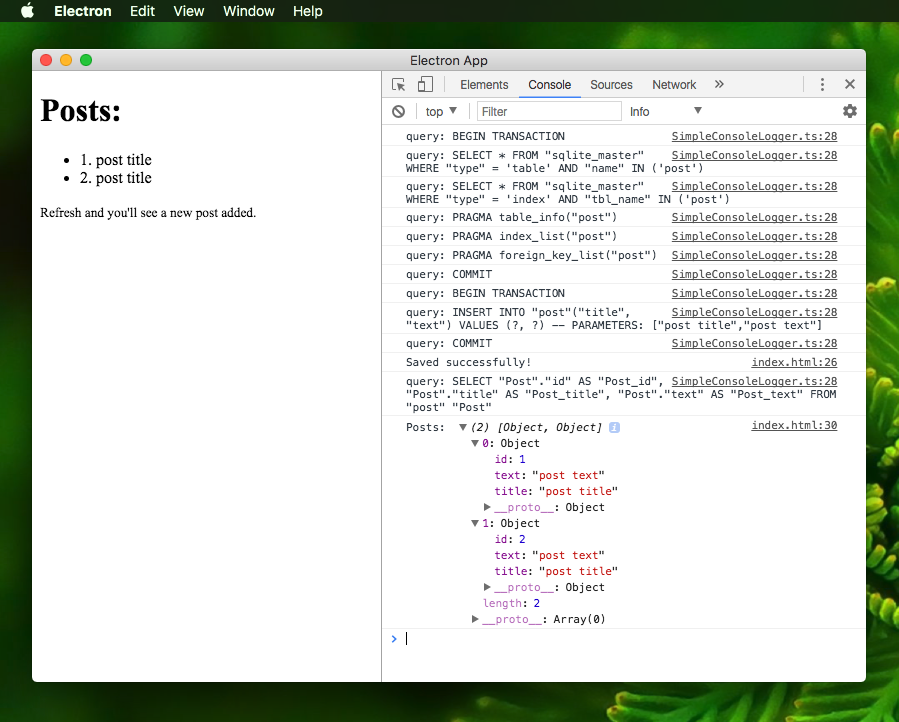 Electron Edit View Window Help
Electron App
Posts:
1. post title
2. post title
Refresh and you'll see a new post added.
Elements Console Sources Network »
top ▼ Filter Info ▼
query: BEGIN TRANSACTION SimpleConsoleLogger.ts:28
query: SELECT * FROM "sqlite_master" SimpleConsoleLogger.ts:28
WHERE "type" = 'table' AND "name" IN ('post')
query: SELECT * FROM "sqlite_master" SimpleConsoleLogger.ts:28
WHERE "type" = 'index' AND "tbl_name" IN ('post')
query: PRAGMA table_info("post") SimpleConsoleLogger.ts:28
query: PRAGMA index_list("post") SimpleConsoleLogger.ts:28
query: PRAGMA foreign_key_list("post") SimpleConsoleLogger.ts:28
query: COMMIT SimpleConsoleLogger.ts:28
query: BEGIN TRANSACTION SimpleConsoleLogger.ts:28
query: INSERT INTO "post"("title", SimpleConsoleLogger.ts:28
"text") VALUES (?, ?) -- PARAMETERS: ["post title","post text"]
query: COMMIT SimpleConsoleLogger.ts:28
Saved successfully! index.html:26
query: SELECT "Post"."id" AS "Post_id", SimpleConsoleLogger.ts:28
"Post"."title" AS "Post_title", "Post"."text" AS "Post_text" FROM
"post" "Post"
Posts: ▼(2) [Object, Object] i index.html:30
▼0: Object
id: 1
text: "post text"
title: "post title"
▶__proto__: Object
▼1: Object
id: 2
text: "post text"
title: "post title"
▶__proto__: Object
length: 2
▶__proto__: Array(0)
>